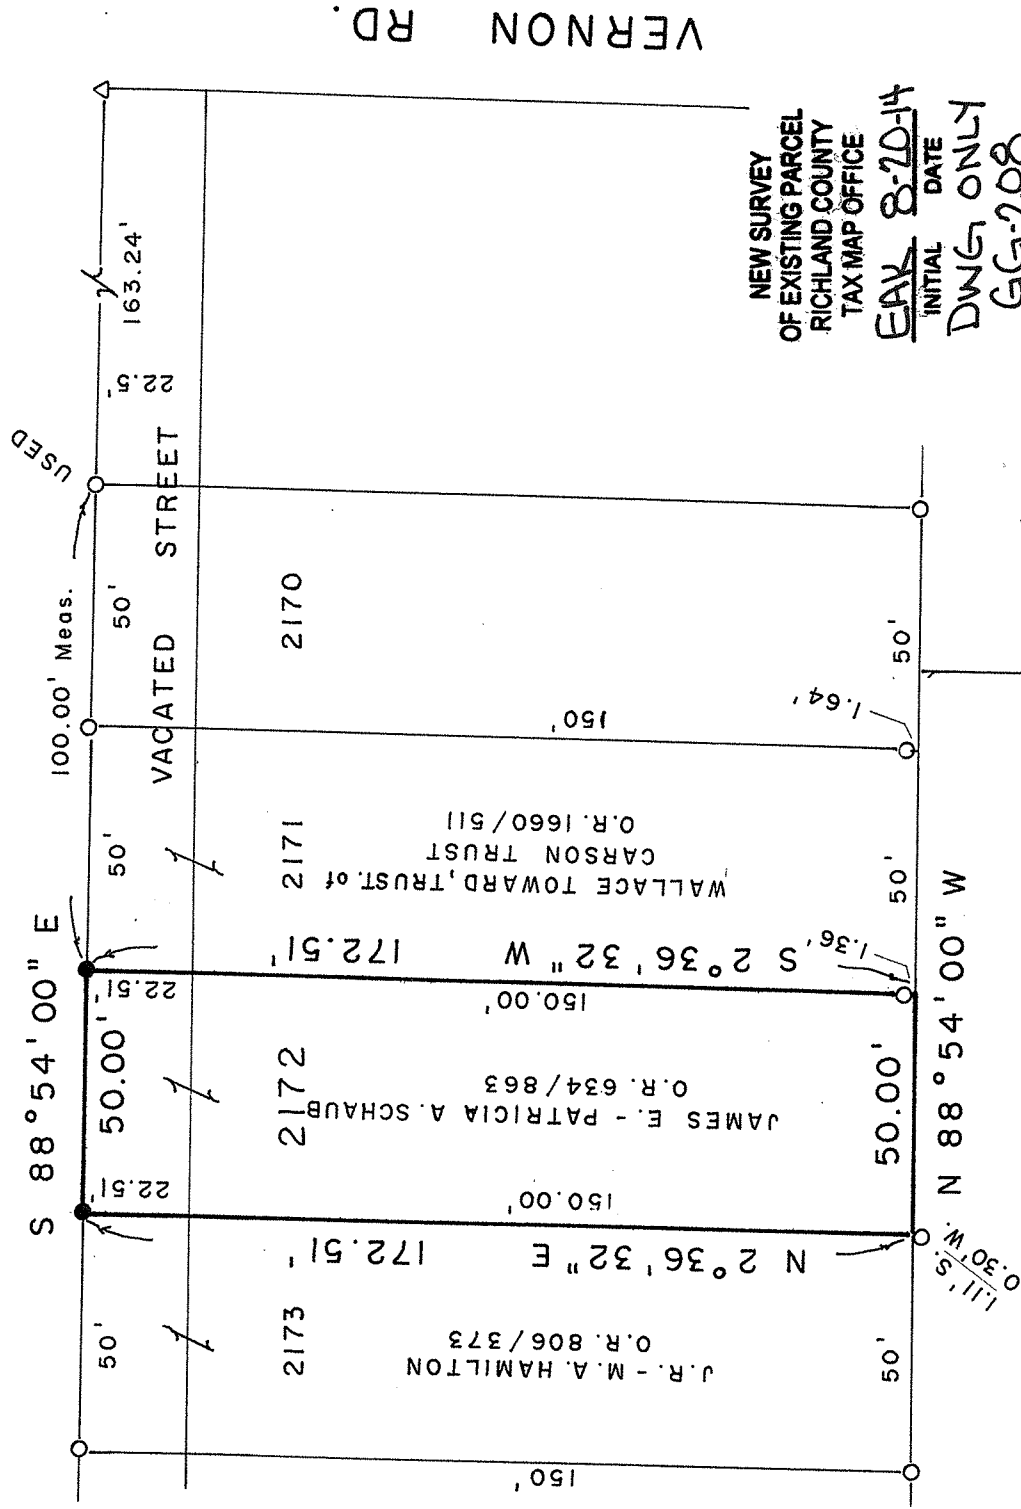 VERNON RD.
163.24'
22.5'
USED
100.00' Meas.
50'
VACATED STREET
2170
50'
NEW SURVEY
OF EXISTING PARCEL
RICHLAND COUNTY
TAX MAP OFFICE
EAK 8-20-14
INITIAL DATE
DWG ONLY
GG-208
150'
1.64'
50'
2171
WALLACE TOWARD, TRUST. of
CARSON TRUST
O.R. 1660/511
50'
S 88°54'00" E
S 2°36'32" W 172.51'
22.51'
150.00'
1.36'
50.00'
2172
JAMES E. - PATRICIA A. SCHAUB
O.R. 634/863
50.00'
N 88°54'00" W
22.51'
150.00'
N 2°36'32" E 172.51'
1.11' S.
0.30' W.
50'
2173
J.R. - M.A. HAMILTON
O.R. 806/373
50'
150'